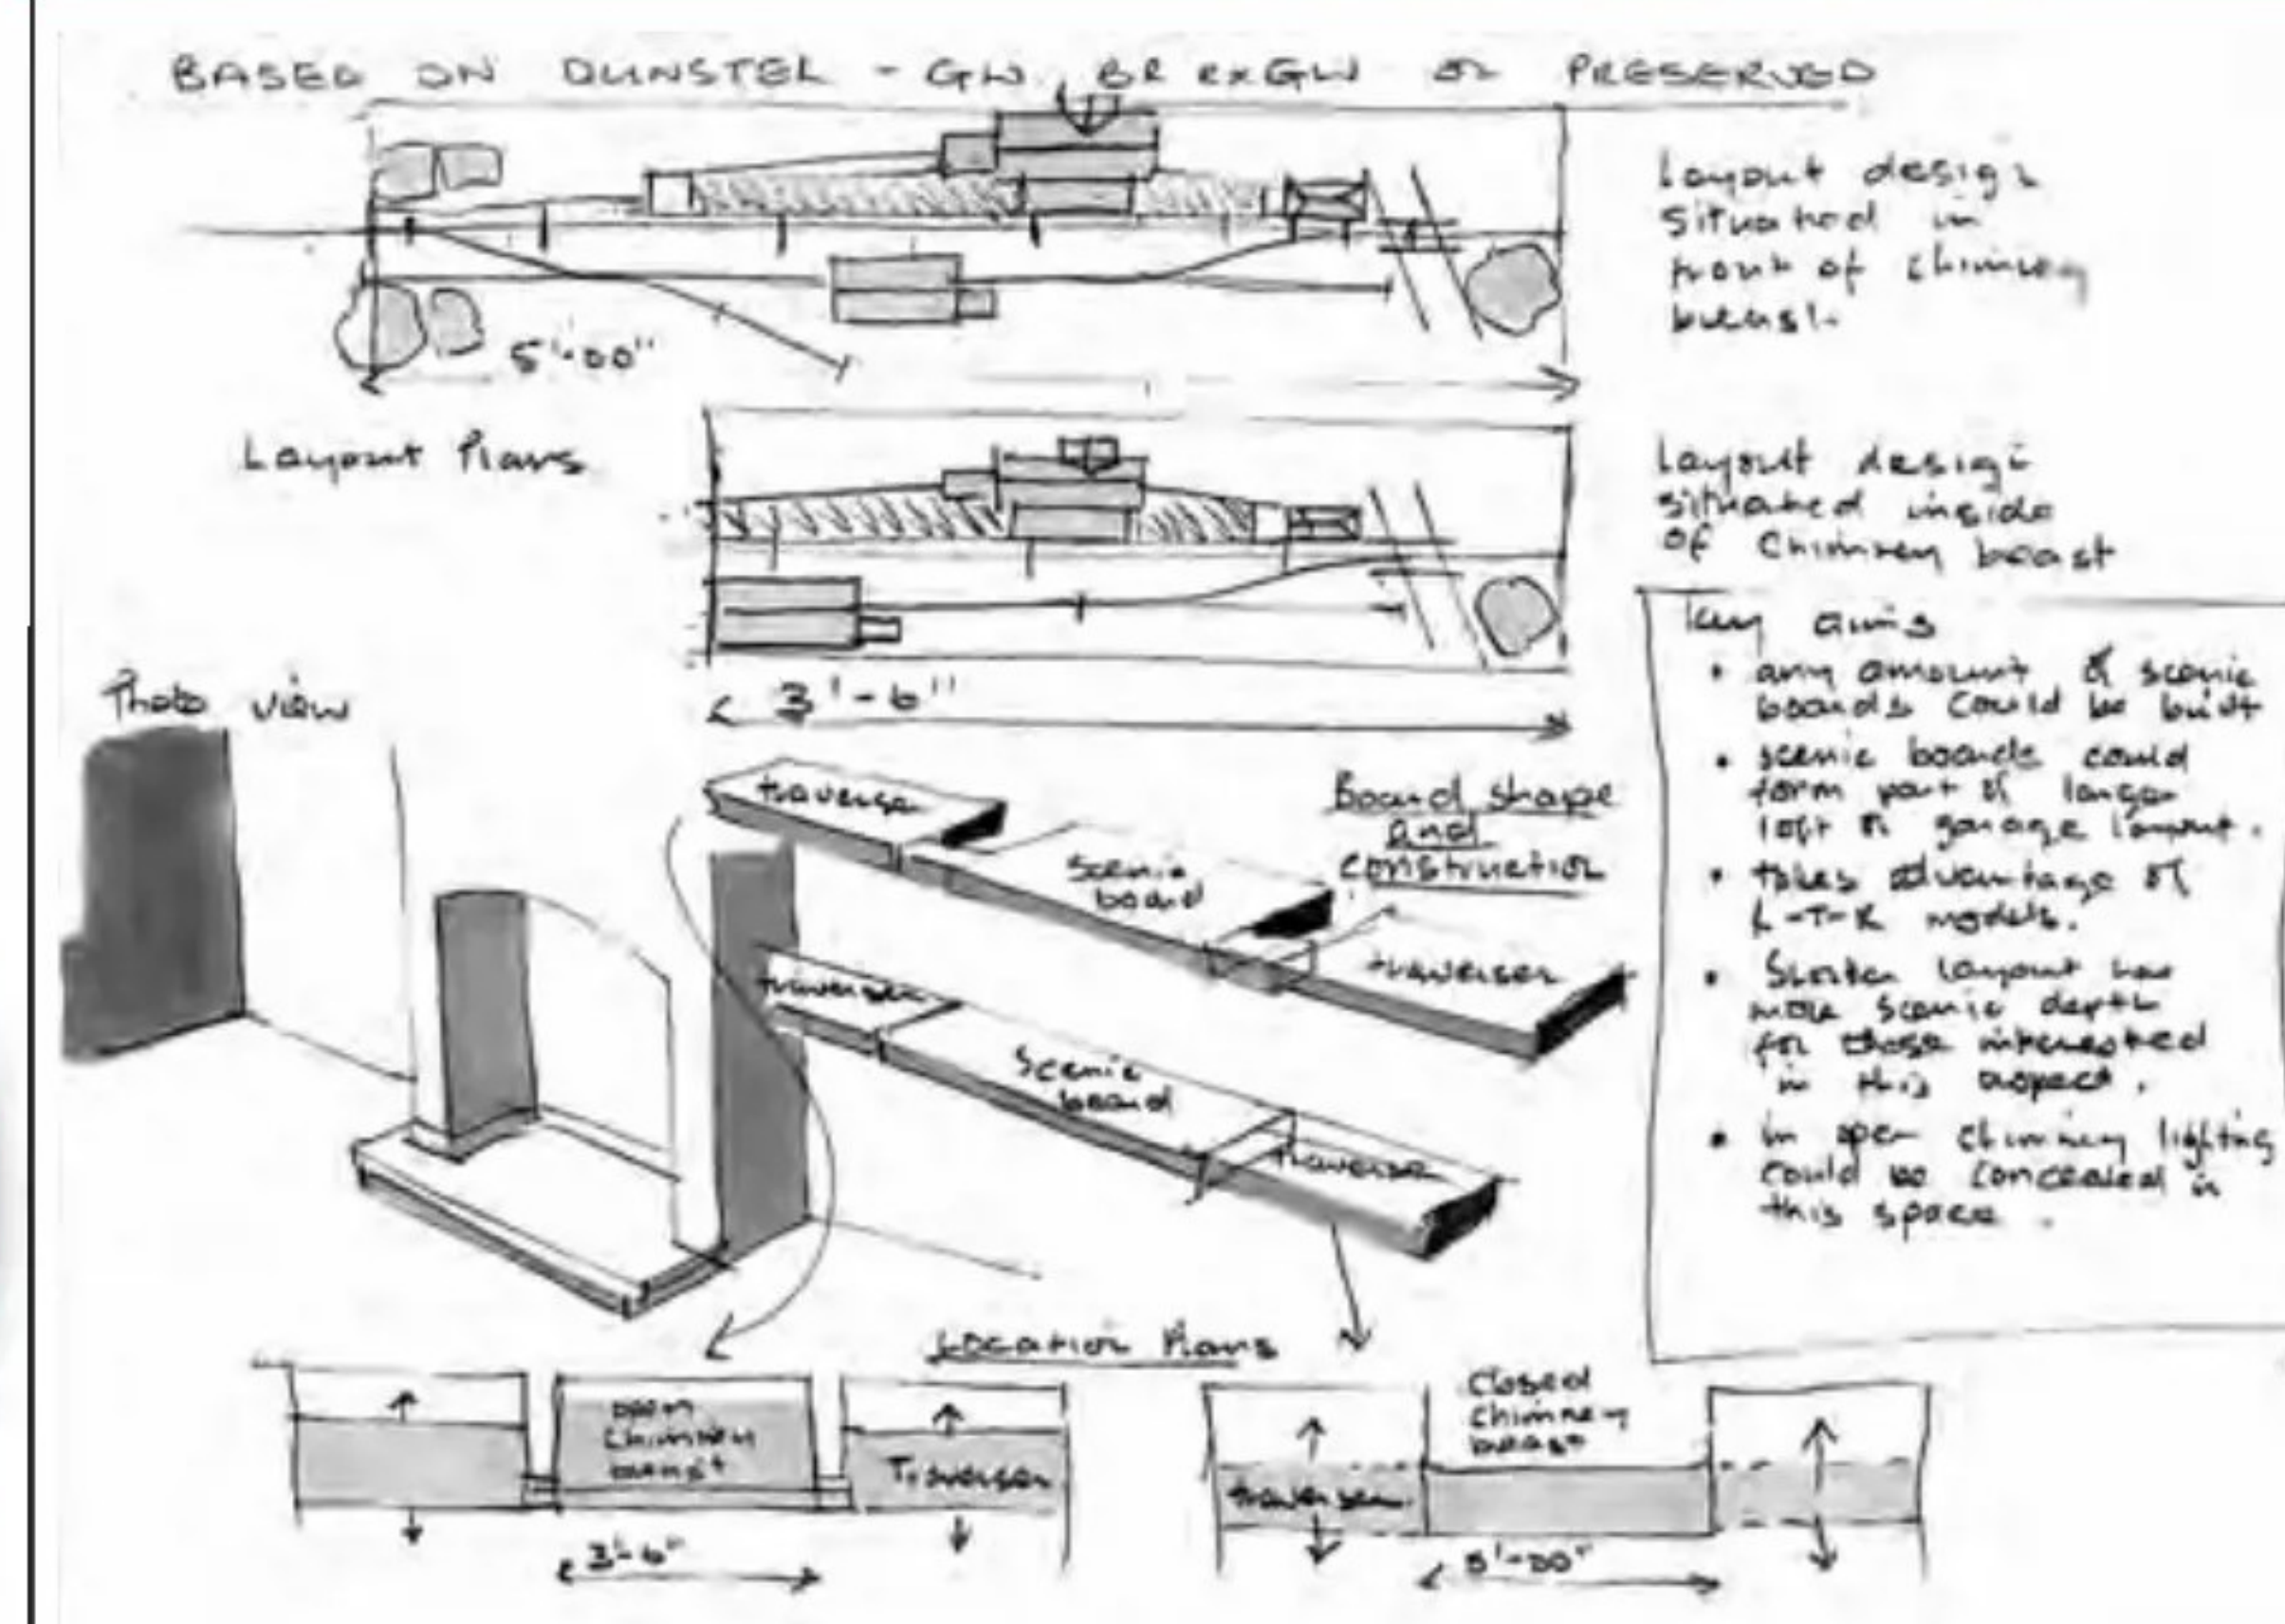 BASED ON DUNSTER - GW, BR exGW or PRESERVED
Layout design
situated in
front of chimney
breast.
5'-00"
Layout Plans
Layout design
situated inside
of Chimney breast
3'-6"
Photo view
Key aims
• any amount of scenic
boards could be built
• scenic boards could
form part of larger
loft or garage layout.
• takes advantage of
R-T-R models.
• Shorter layout has
more scenic depth
for those interested
in this aspect.
• in open chimney lighting
could be concealed in
this space.
Board shape
and
construction
traverser
Scenic
board
traverser
traverser
Scenic
board
traverser
Location Plans
open
Chimney
breast
Traverser
3'-6"
Closed
Chimney
breast
traverser
5'-00"